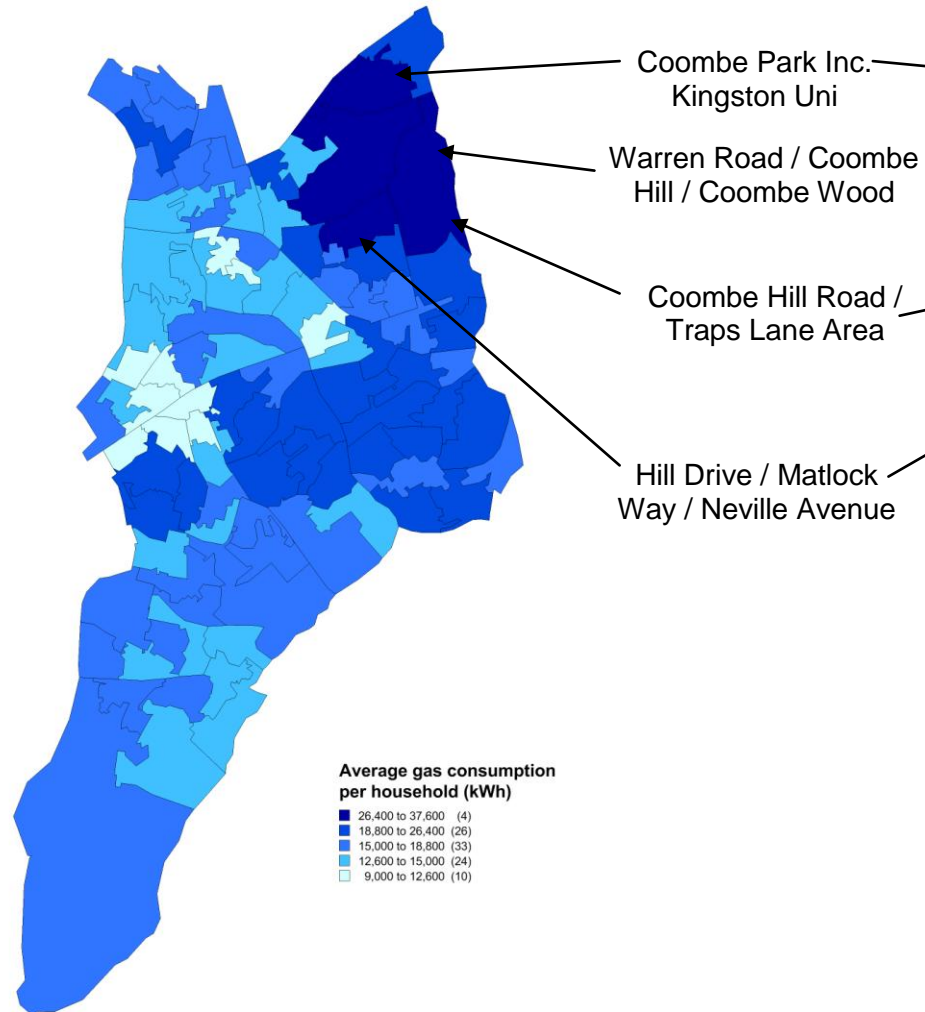 Coombe Park Inc.
Kingston Uni
Warren Road / Coombe
Hill / Coombe Wood
Coombe Hill Road /
Traps Lane Area
Hill Drive / Matlock
Way / Neville Avenue
Average gas consumption
per household (kWh)
26,400 to 37,600 (4)
18,800 to 26,400 (26)
15,000 to 18,800 (33)
12,600 to 15,000 (24)
9,000 to 12,600 (10)